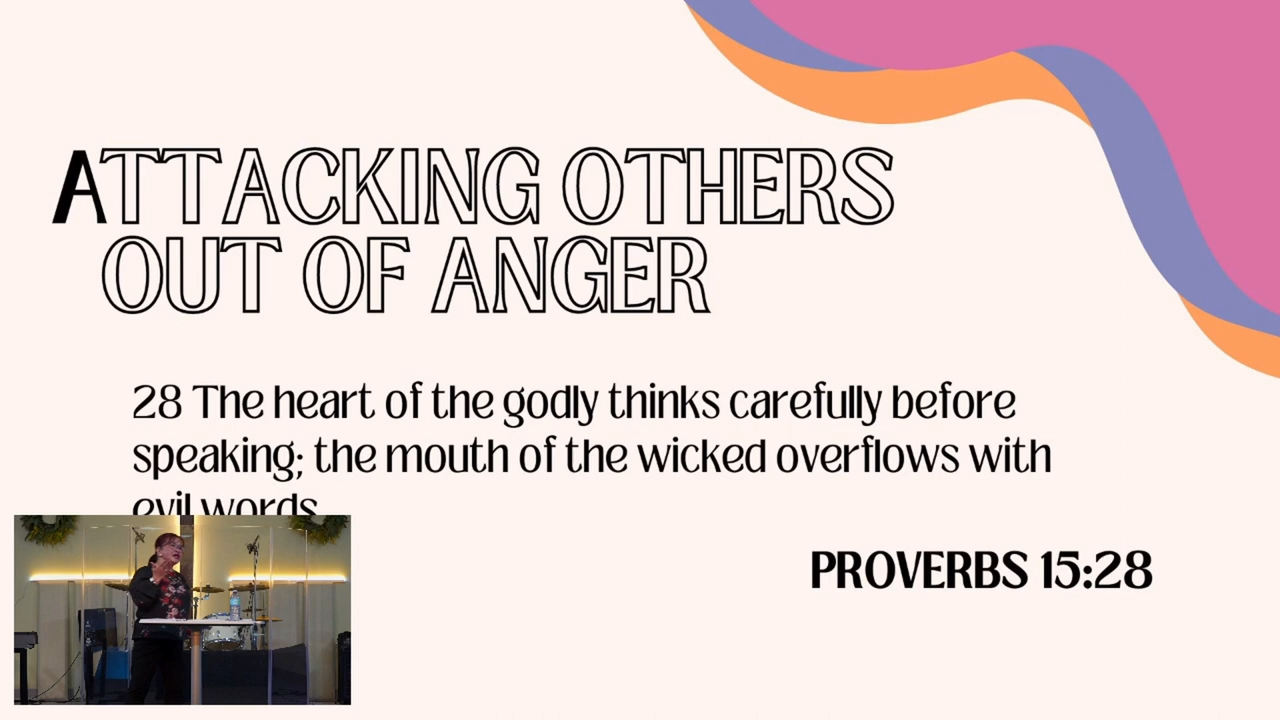 ATTACKING OTHERS
OUT OF ANGER
28 The heart of the godly thinks carefully before
speaking; the mouth of the wicked overflows with
evil words
PROVERBS 15:28